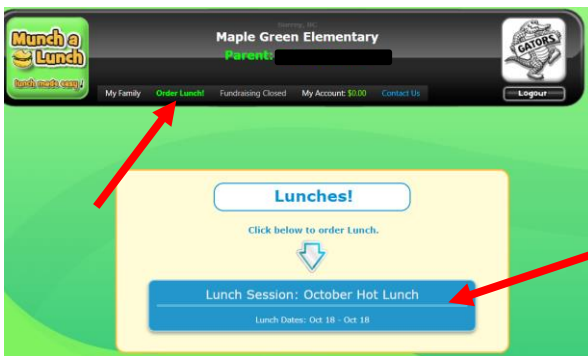 Munch a
Lunch
lunch made easy!
Surrey, BC
Maple Green Elementary
Parent:
GATORS
My Family Order Lunch! Fundraising Closed My Account: $0.00 Contact Us
Logout
Lunches!
Click below to order Lunch.
Lunch Session: October Hot Lunch
Lunch Dates: Oct 18 - Oct 18